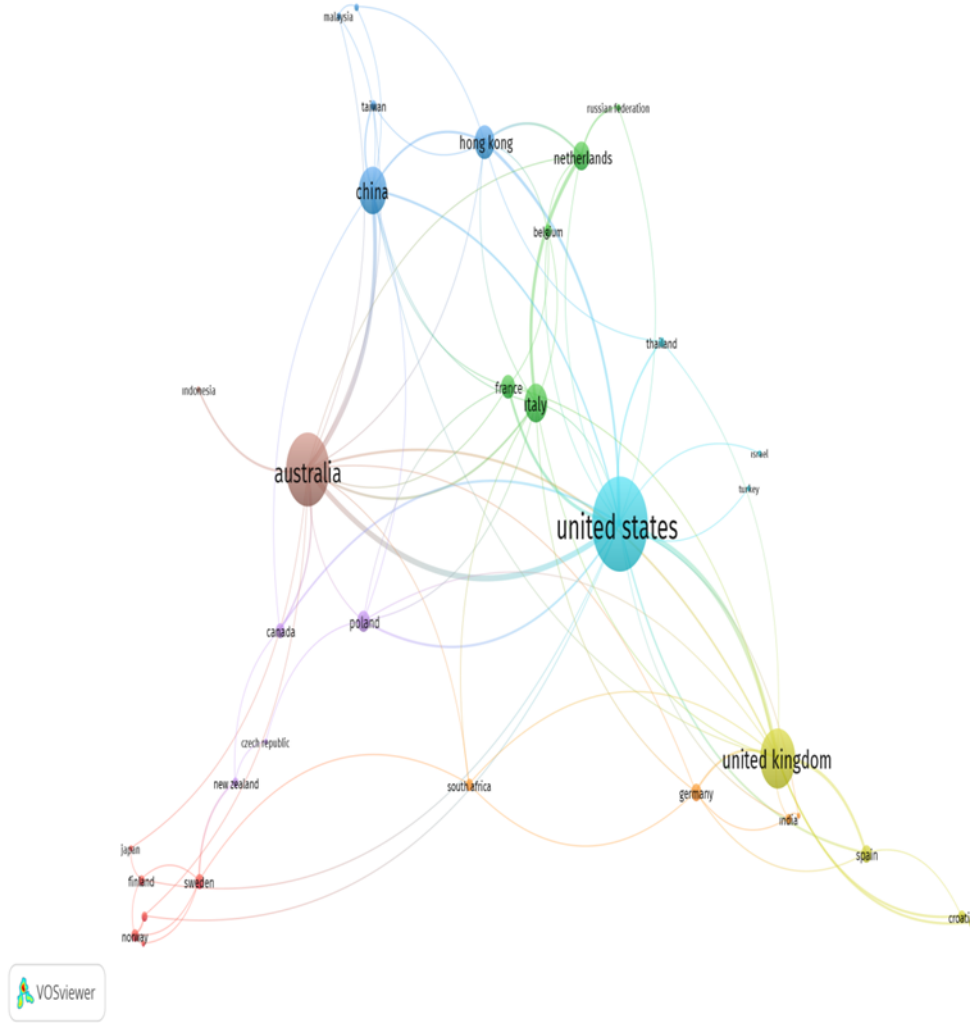 malaysia
taiwan
russian federation
hong kong
netherlands
china
belgium
thailand
france
indonesia
italy
israel
australia
turkey
united states
poland
canada
czech republic
united kingdom
new zealand
south africa
germany
india
japan
spain
finland
sweden
croati
norway
VOSviewer